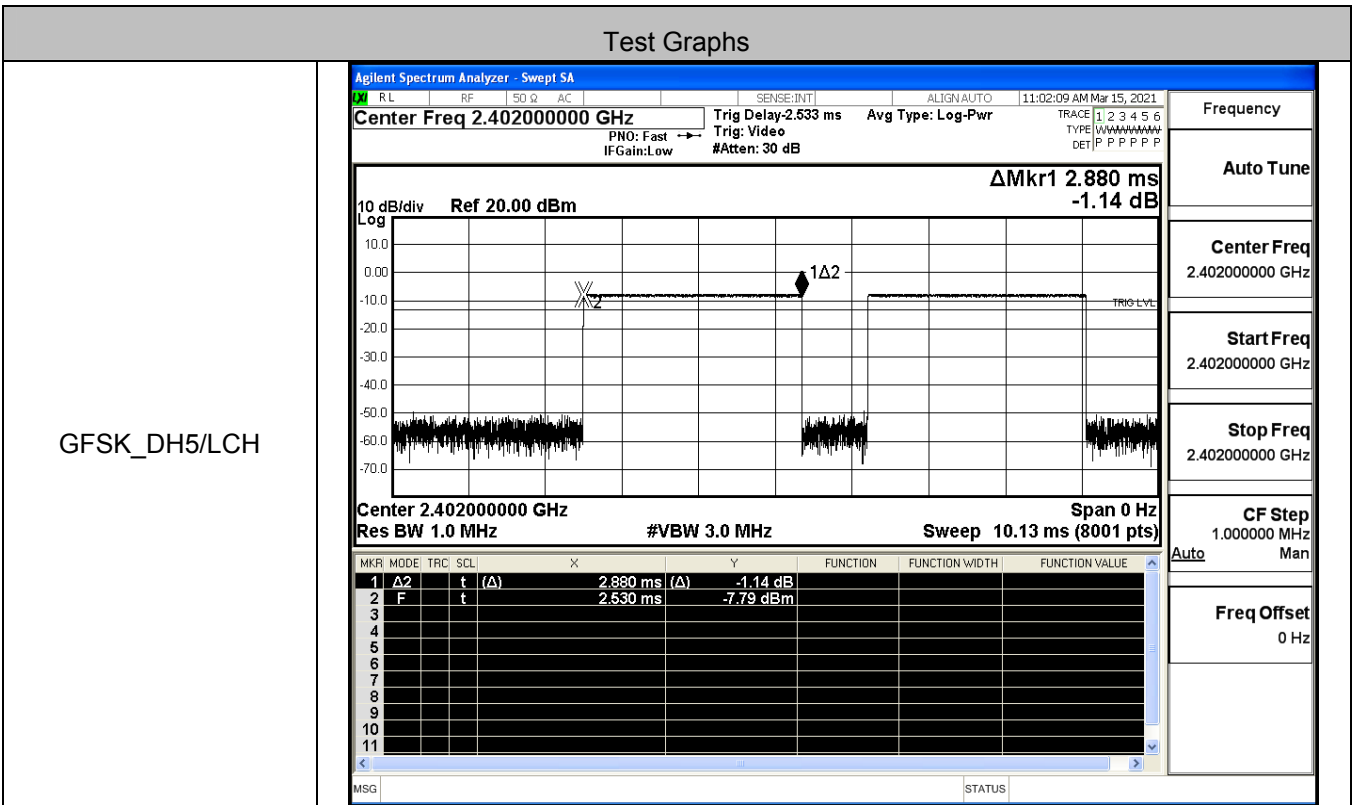 Test Graphs
GFSK_DH5/LCH
Agilent Spectrum Analyzer - Swept SA
LXI RL RF 50 Ω AC SENSE:INT ALIGN AUTO 11:02:09 AM Mar 15, 2021
Center Freq 2.402000000 GHz
PNO: Fast
IFGain:Low
Trig Delay-2.533 ms
Trig: Video
#Atten: 30 dB
Avg Type: Log-Pwr
TRACE 1 2 3 4 5 6
TYPE WWWWWW
DET P P P P P P
ΔMkr1 2.880 ms
-1.14 dB
10 dB/div Ref 20.00 dBm
Log
10.0
0.00
-10.0
-20.0
-30.0
-40.0
-50.0
-60.0
-70.0
1Δ2
2
TRIG LVL
Center 2.402000000 GHz Span 0 Hz
Res BW 1.0 MHz #VBW 3.0 MHz Sweep 10.13 ms (8001 pts)
MKR MODE TRC SCL X Y FUNCTION FUNCTION WIDTH FUNCTION VALUE
1 Δ2 t (Δ) 2.880 ms (Δ) -1.14 dB
2 F t 2.530 ms -7.79 dBm
3
4
5
6
7
8
9
10
11
MSG STATUS
Frequency
Auto Tune
Center Freq
2.402000000 GHz
Start Freq
2.402000000 GHz
Stop Freq
2.402000000 GHz
CF Step
1.000000 MHz
Auto Man
Freq Offset
0 Hz